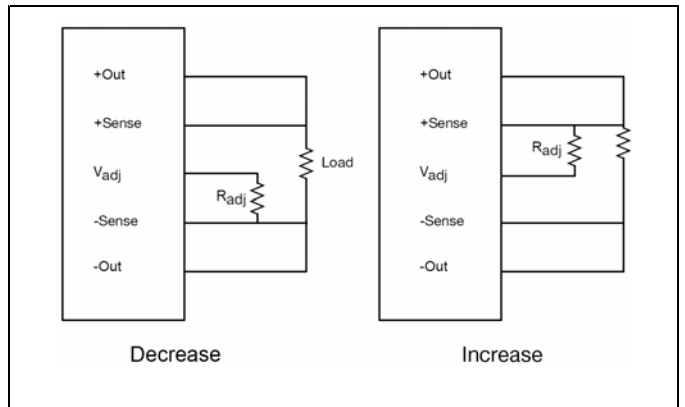 +Out
+Sense
Vadj
-Sense
-Out
Radj
Load
Decrease
+Out
+Sense
Vadj
-Sense
-Out
Radj
Increase